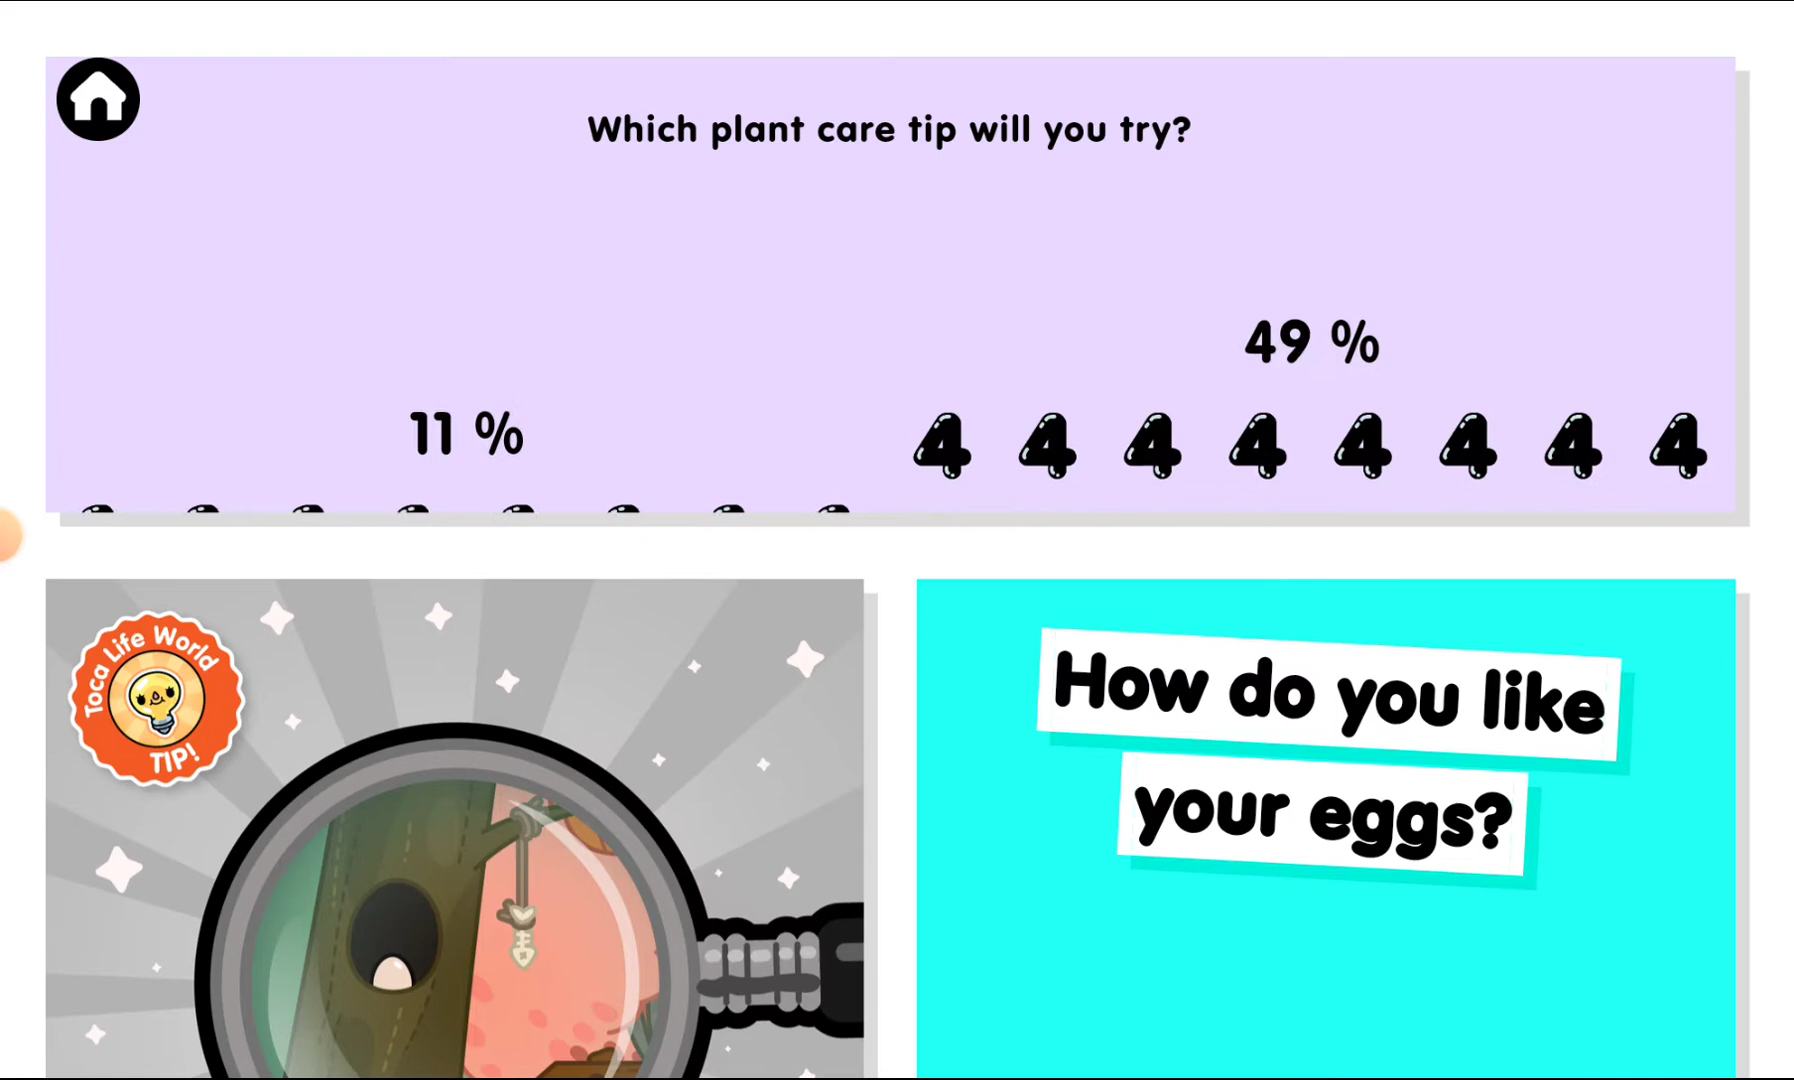 Which plant care tip will you try?
49 %
11 %
4 4 4 4 4 4 4 4
Toca Life World
TIP!
How do you like
your eggs?